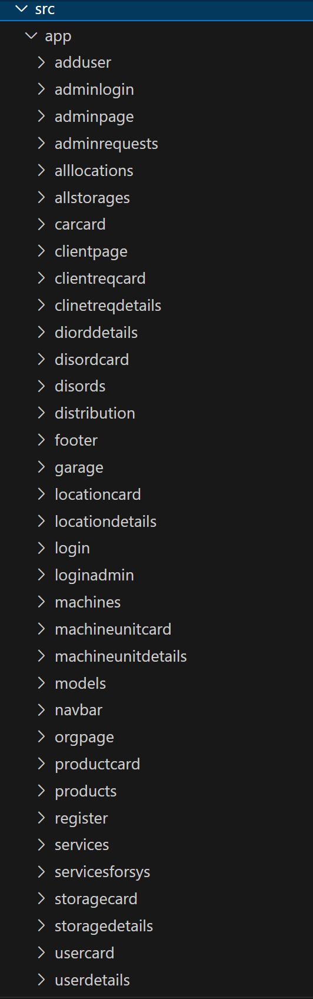 src
app
adduser
adminlogin
adminpage
adminrequests
alllocations
allstorages
carcard
clientpage
clientreqcard
clinetreqdetails
diorddetails
disordcard
disords
distribution
footer
garage
locationcard
locationdetails
login
loginadmin
machines
machineunitcard
machineunitdetails
models
navbar
orgpage
productcard
products
register
services
servicesforsys
storagecard
storagedetails
usercard
userdetails